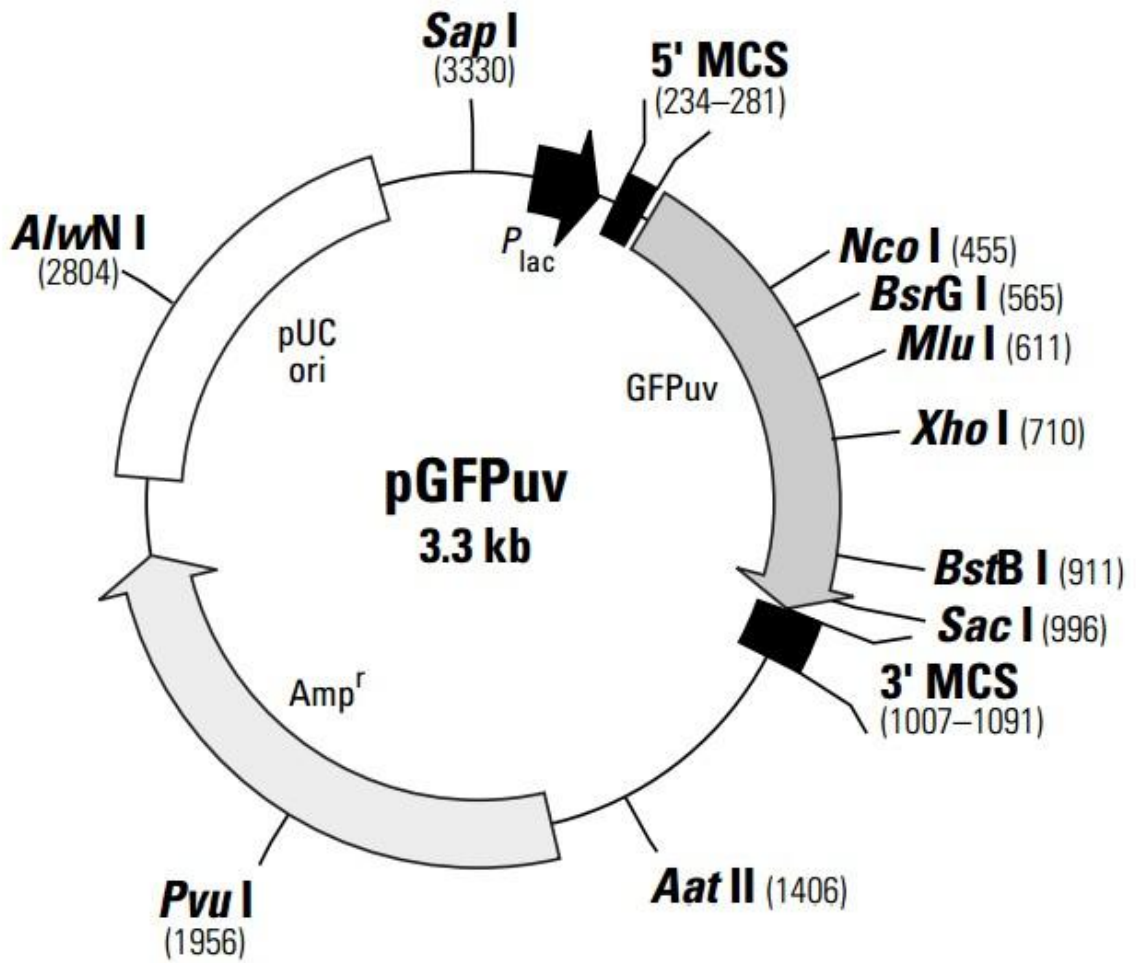 Sap I
(3330)
5' MCS
(234–281)
AlwN I
(2804)
P lac
Nco I (455)
BsrG I (565)
Mlu I (611)
Xho I (710)
pUC
ori
GFPuv
pGFPuv
3.3 kb
BstB I (911)
Sac I (996)
3' MCS
(1007–1091)
Amp r
Aat II (1406)
Pvu I
(1956)